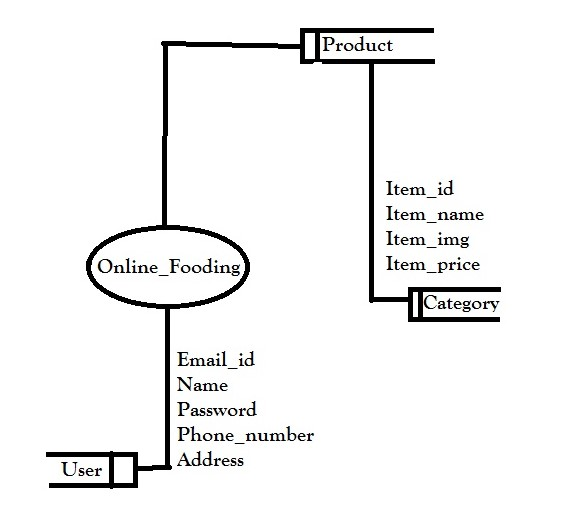 Product
Item_id
Item_name
Item_img
Item_price
Category
Online_Fooding
Email_id
Name
Password
Phone_number
Address
User